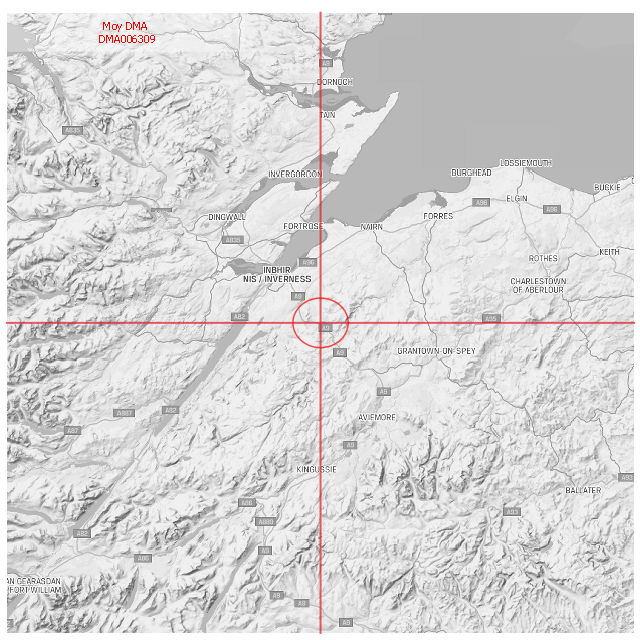 Moy DMA
DMA006309
A9
DORNOCH
TAIN
A835
LOSSIEMOUTH
BURGHEAD
INVERGORDON
BUCKIE
ELGIN
A96
A96
DINGWALL
FORRES
FORTROSE
NAIRN
A835
KEITH
ROTHES
A96
INBHIR
NIS / INVERNESS
CHARLESTOWN
OF ABERLOUR
A9
A82
A95
A9
A9
GRANTOWN-ON-SPEY
A9
A887
A82
AVIEMORE
A87
A9
KINGUSSIE
A93
BALLATER
A86
A93
A889
A82
A9
A86
AN GEARASDAN
/FORT WILLIAM
A9
A9
A9